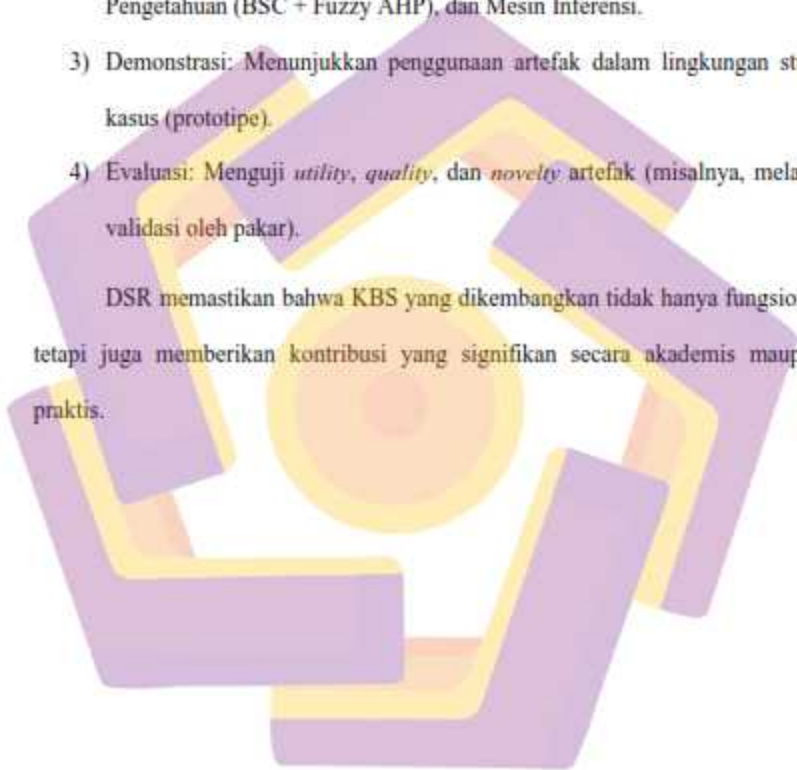 Pengetahuan (BSC + Fuzzy AHP), dan Mesin Inferensi.
3) Demonstrasi: Menunjukkan penggunaan artefak dalam lingkungan st
kasus (prototipe).
4) Evaluasi: Menguji utility, quality, dan novelty artefak (misalnya, mela
validasi oleh pakar).
DSR memastikan bahwa KBS yang dikembangkan tidak hanya fungsio
tetapi juga memberikan kontribusi yang signifikan secara akademis maup
praktis.